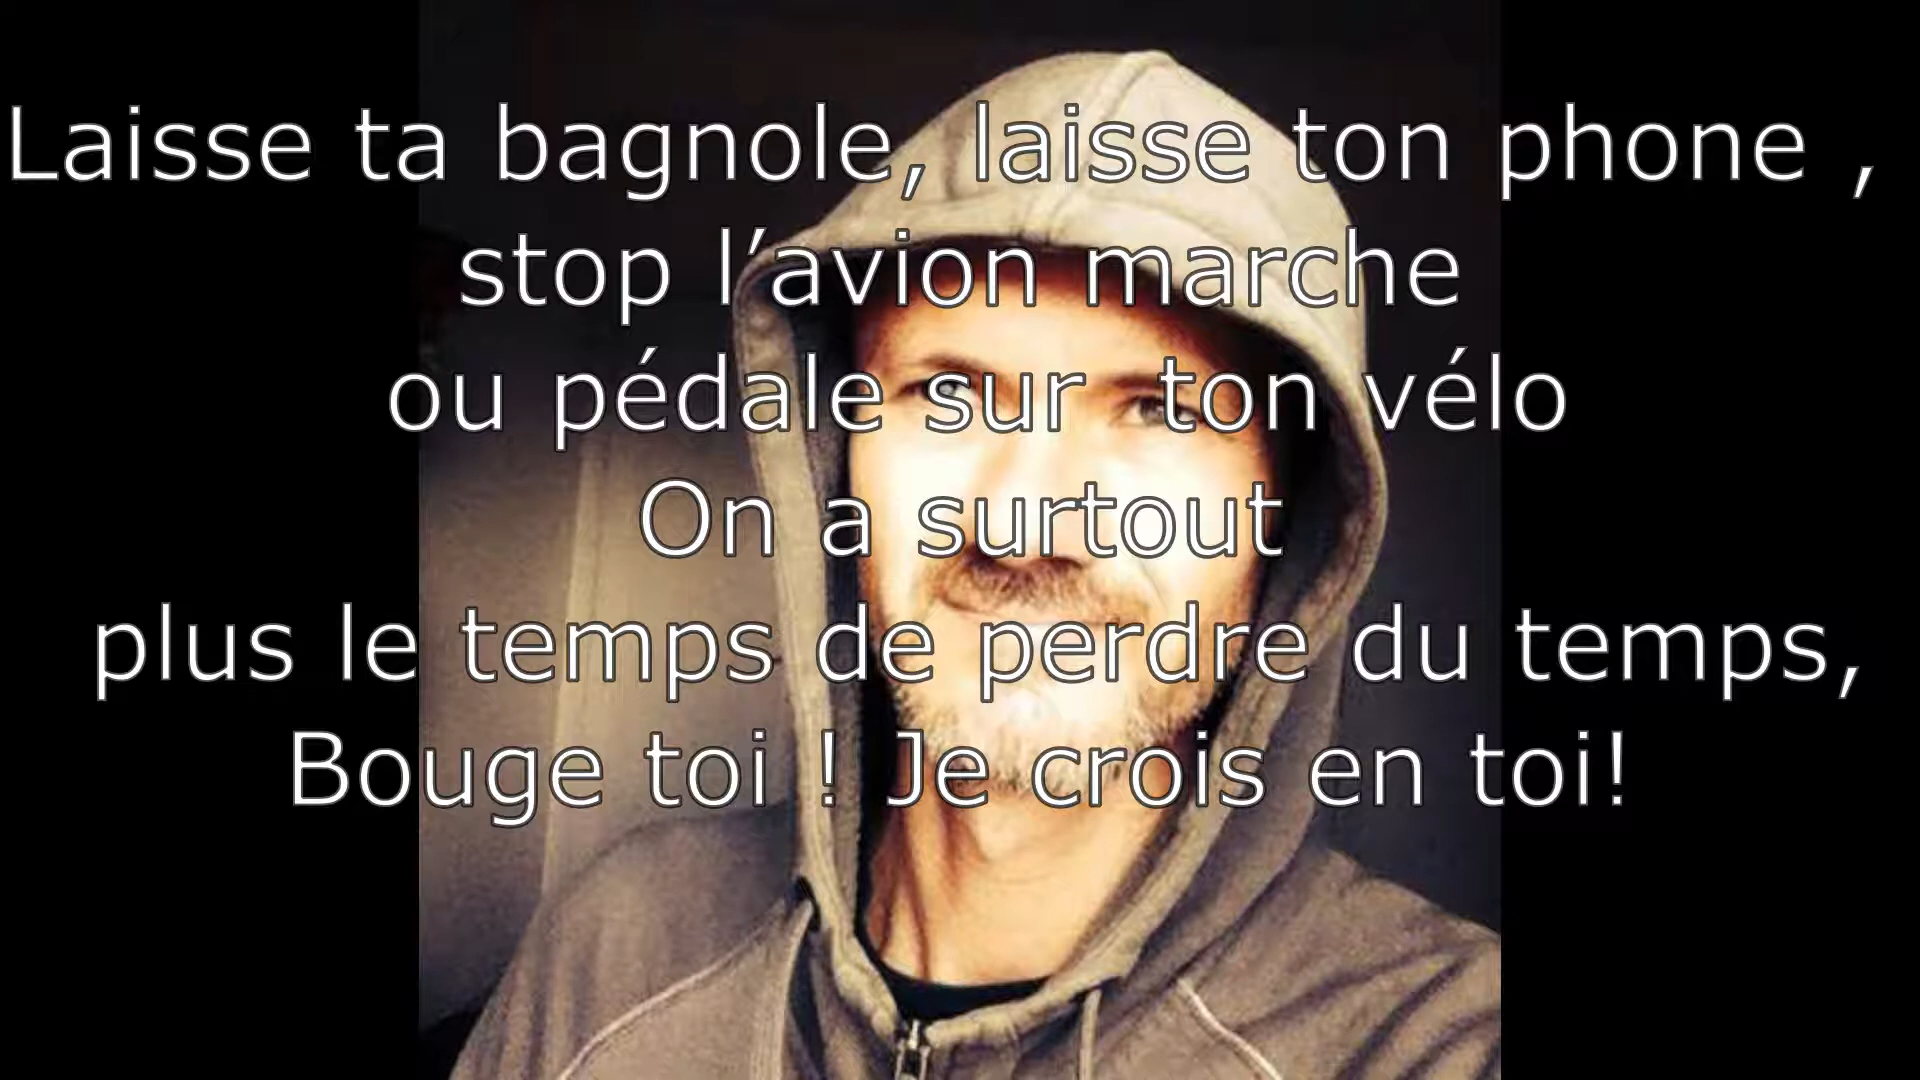 Laisse ta bagnole, laisse ton phone ,
stop l’avion marche
ou pédale sur ton vélo
On a surtout
plus le temps de perdre du temps,
Bouge toi ! Je crois en toi!